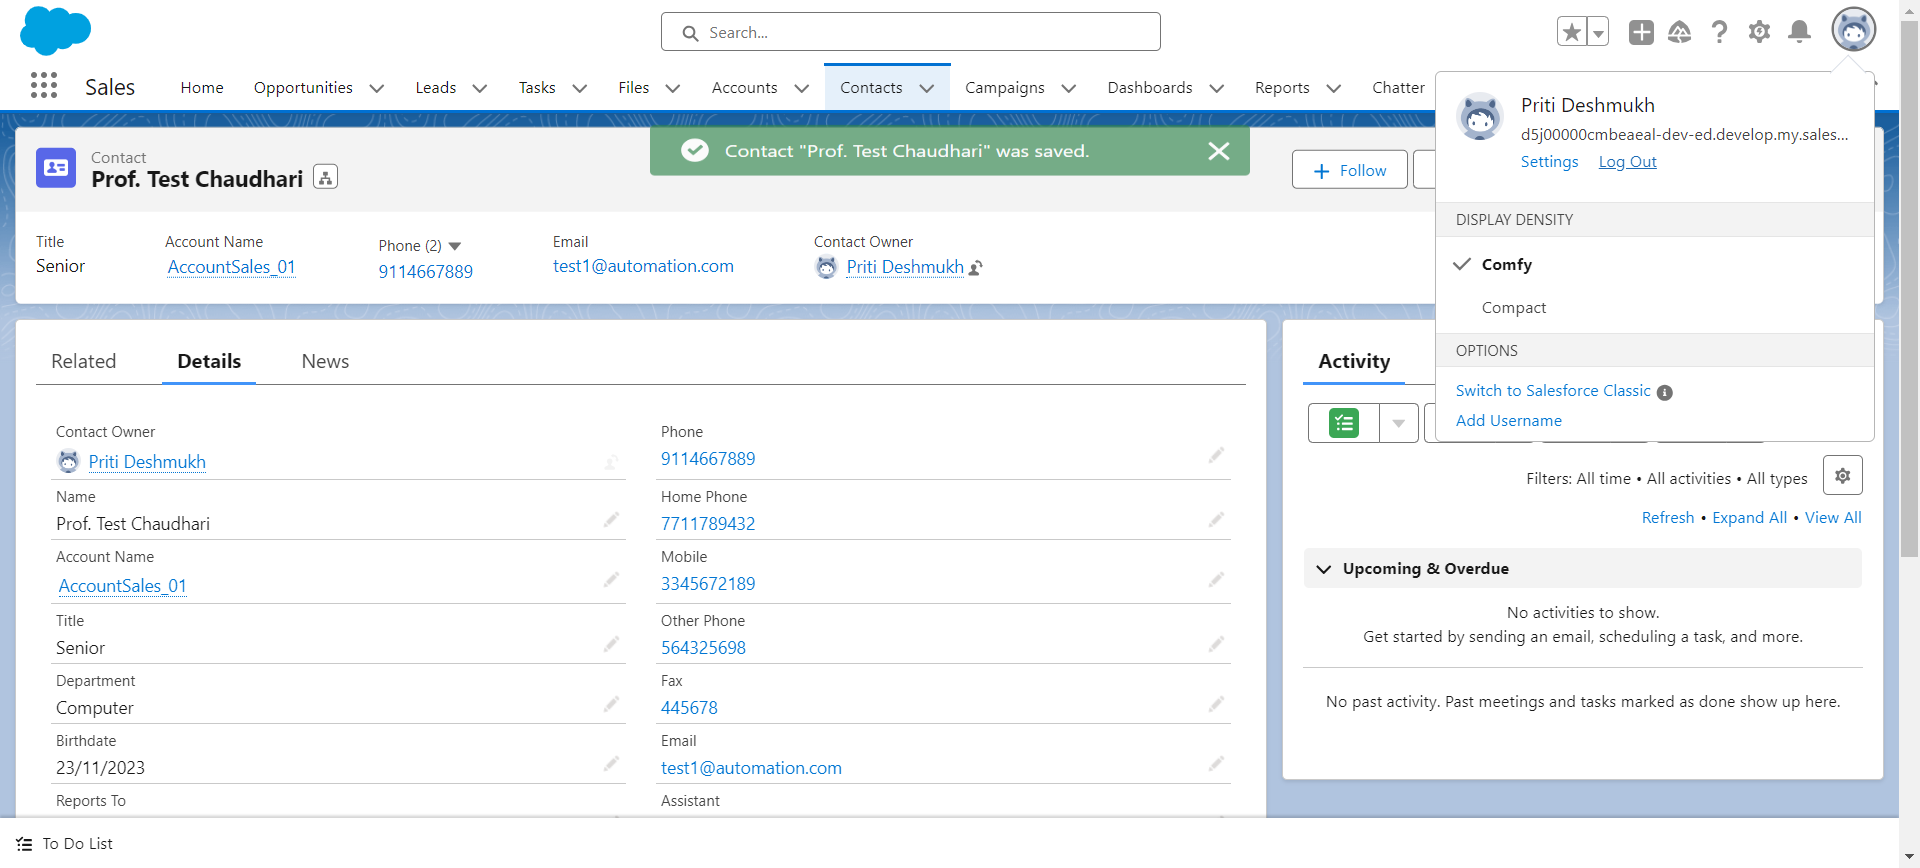 Search...
Sales
Home
Opportunities
Leads
Tasks
Files
Accounts
Contacts
Campaigns
Dashboards
Reports
Chatter
Contact
Prof. Test Chaudhari
Contact "Prof. Test Chaudhari" was saved.
Follow
Title
Senior
Account Name
AccountSales_01
Phone (2)
9114667889
Email
test1@automation.com
Contact Owner
Priti Deshmukh
Priti Deshmukh
d5j00000cmbeaeal-dev-ed.develop.my.sales...
Settings
Log Out
DISPLAY DENSITY
Comfy
Compact
OPTIONS
Switch to Salesforce Classic
Add Username
Related
Details
News
Contact Owner
Priti Deshmukh
Name
Prof. Test Chaudhari
Account Name
AccountSales_01
Title
Senior
Department
Computer
Birthdate
23/11/2023
Reports To
Phone
9114667889
Home Phone
7711789432
Mobile
3345672189
Other Phone
564325698
Fax
445678
Email
test1@automation.com
Assistant
Activity
Filters: All time • All activities • All types
Refresh • Expand All • View All
Upcoming & Overdue
No activities to show.
Get started by sending an email, scheduling a task, and more.
No past activity. Past meetings and tasks marked as done show up here.
To Do List